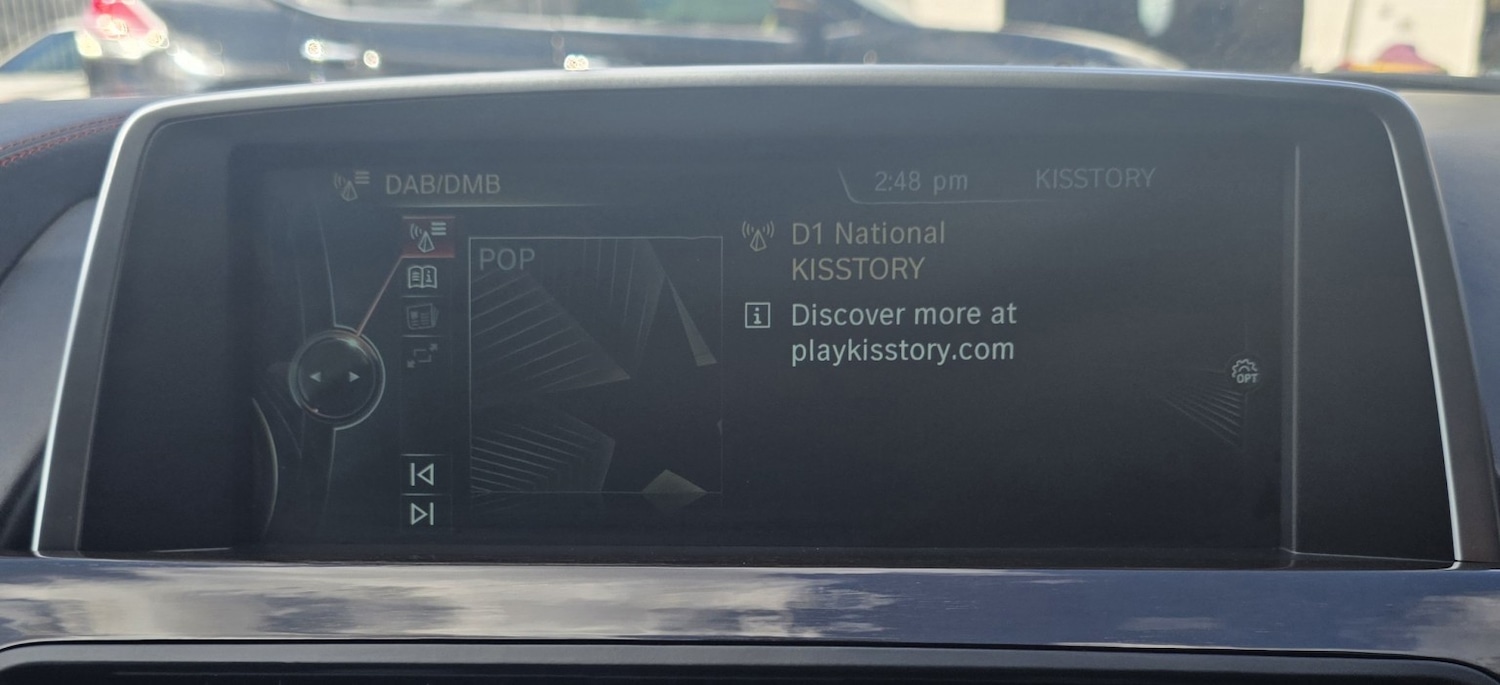 DAB/DMB
2:48 pm
KISSTORY
POP
D1 National
KISSTORY
Discover more at
playkisstory.com
OPT